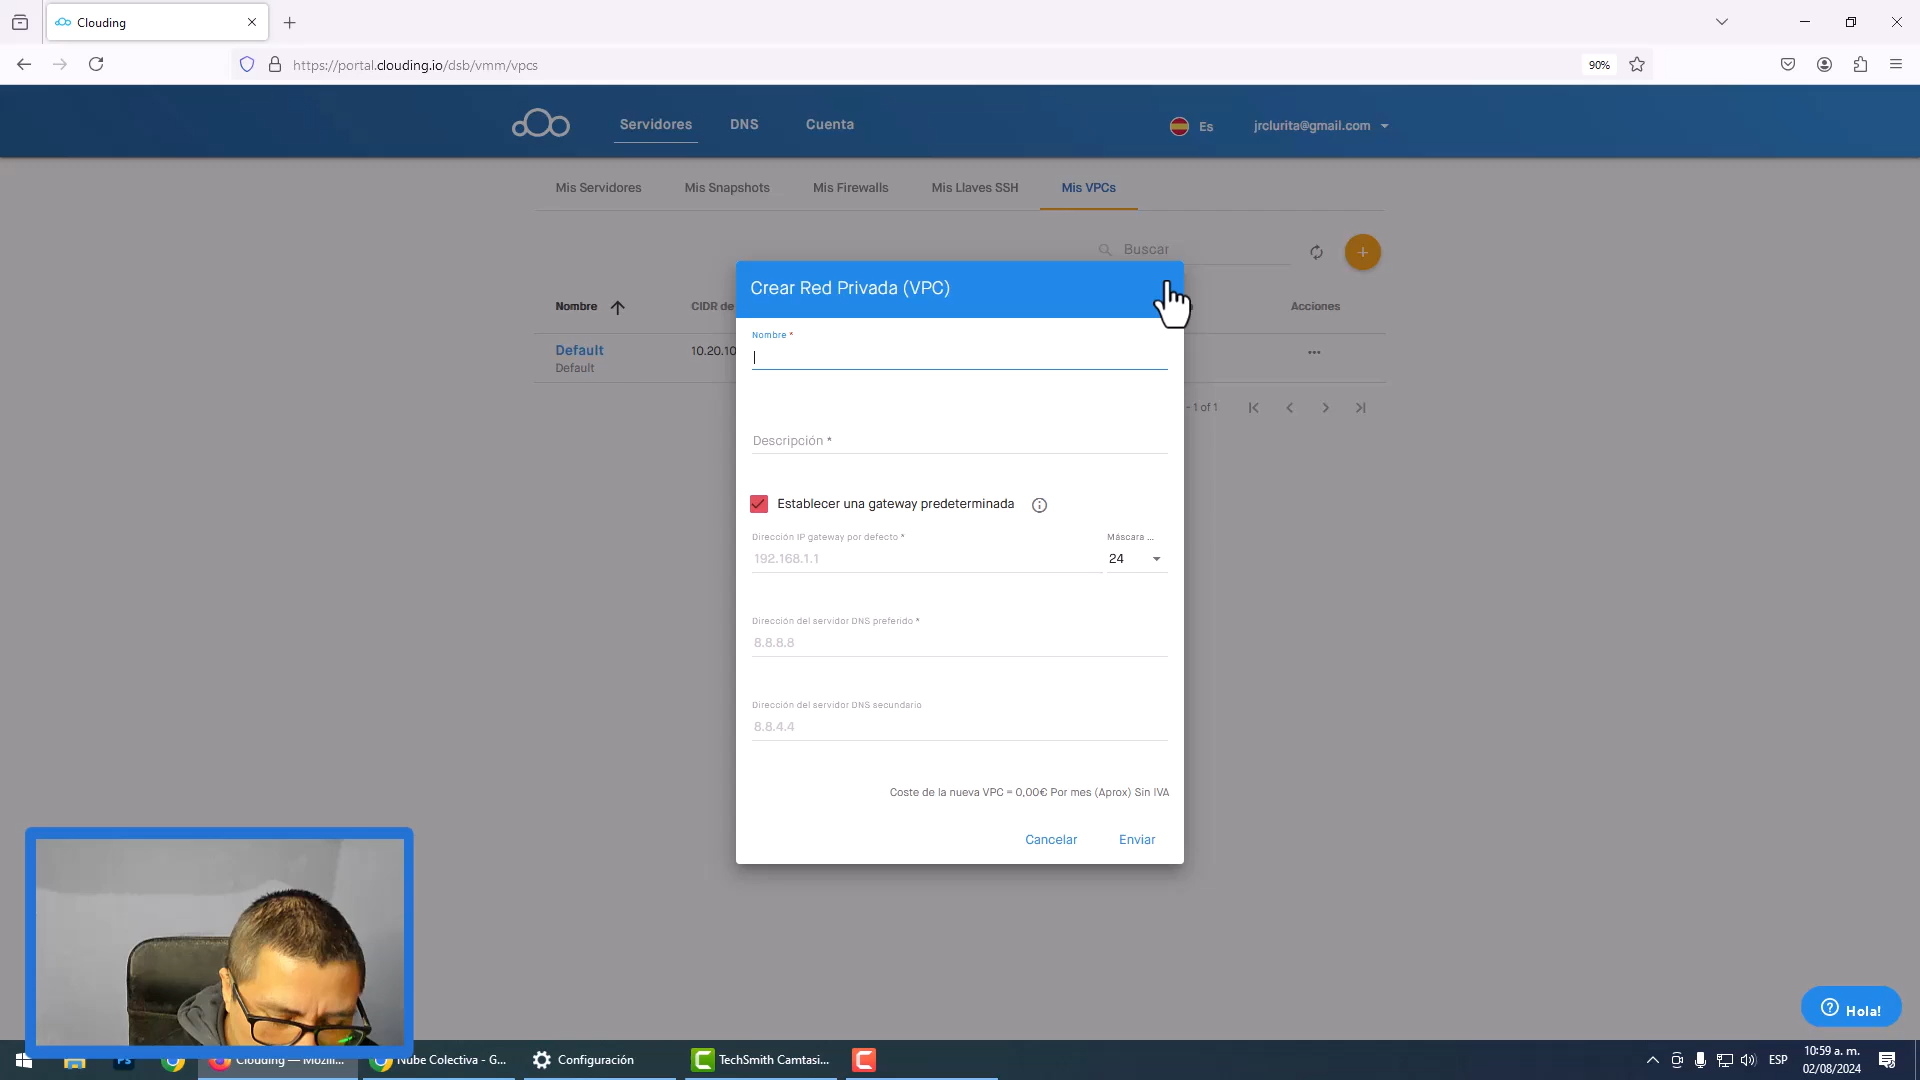 Clouding
https://portal.clouding.io/dsb/vmm/vpcs
90%
Servidores
DNS
Cuenta
Es
jrclurita@gmail.com
Mis Servidores
Mis Snapshots
Mis Firewalls
Mis Llaves SSH
Mis VPCs
Buscar
Crear Red Privada (VPC)
Nombre
CIDR de
Acciones
Nombre *
Default
10.20.10
Default
- 1 of 1
Descripción *
Establecer una gateway predeterminada
Dirección IP gateway por defecto *
Máscara ...
192.168.1.1
24
Dirección del servidor DNS preferido *
8.8.8.8
Dirección del servidor DNS secundario
8.8.4.4
Coste de la nueva VPC = 0,00€ Por mes (Aprox) Sin IVA
Cancelar
Enviar
Hola!
Clouding — Mozill...
Nube Colectiva - G...
Configuración
TechSmith Camtasi...
ESP
10:59 a. m.
02/08/2024